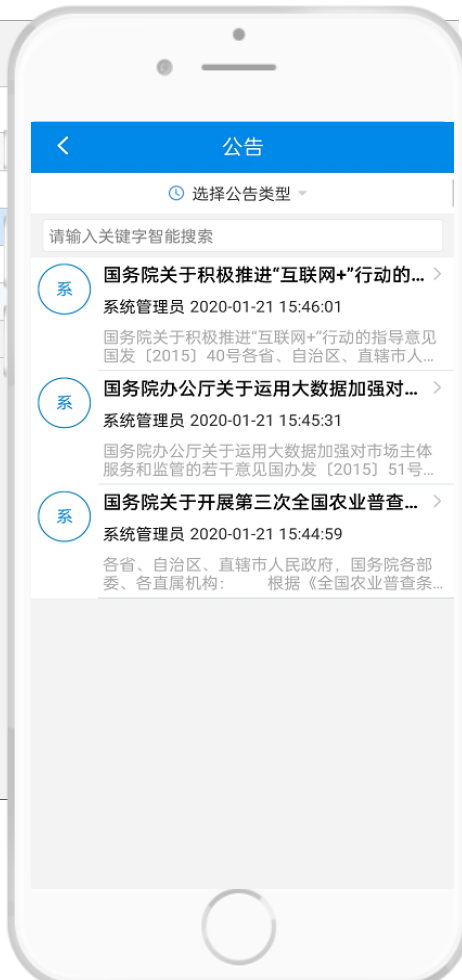 公告
选择公告类型
请输入关键字智能搜索
系
国务院关于积极推进“互联网+”行动的...
系统管理员 2020-01-21 15:46:01
国务院关于积极推进“互联网+”行动的指导意见
国发〔2015〕40号各省、自治区、直辖市人...
系
国务院办公厅关于运用大数据加强对...
系统管理员 2020-01-21 15:45:31
国务院办公厅关于运用大数据加强对市场主体
服务和监管的若干意见国办发〔2015〕51号...
系
国务院关于开展第三次全国农业普查...
系统管理员 2020-01-21 15:44:59
各省、自治区、直辖市人民政府，国务院各部
委、各直属机构： 根据《全国农业普查条...